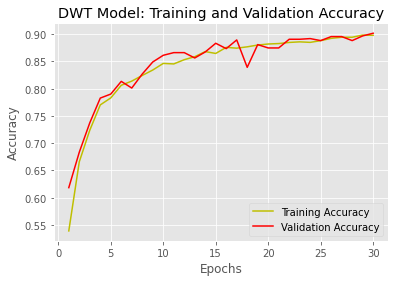 DWT Model: Training and Validation Accuracy
0.90
0.85
0.80
0.75
0.70
0.65
0.60
0.55
Accuracy
Training Accuracy
Validation Accuracy
0 5 10 15 20 25 30
Epochs